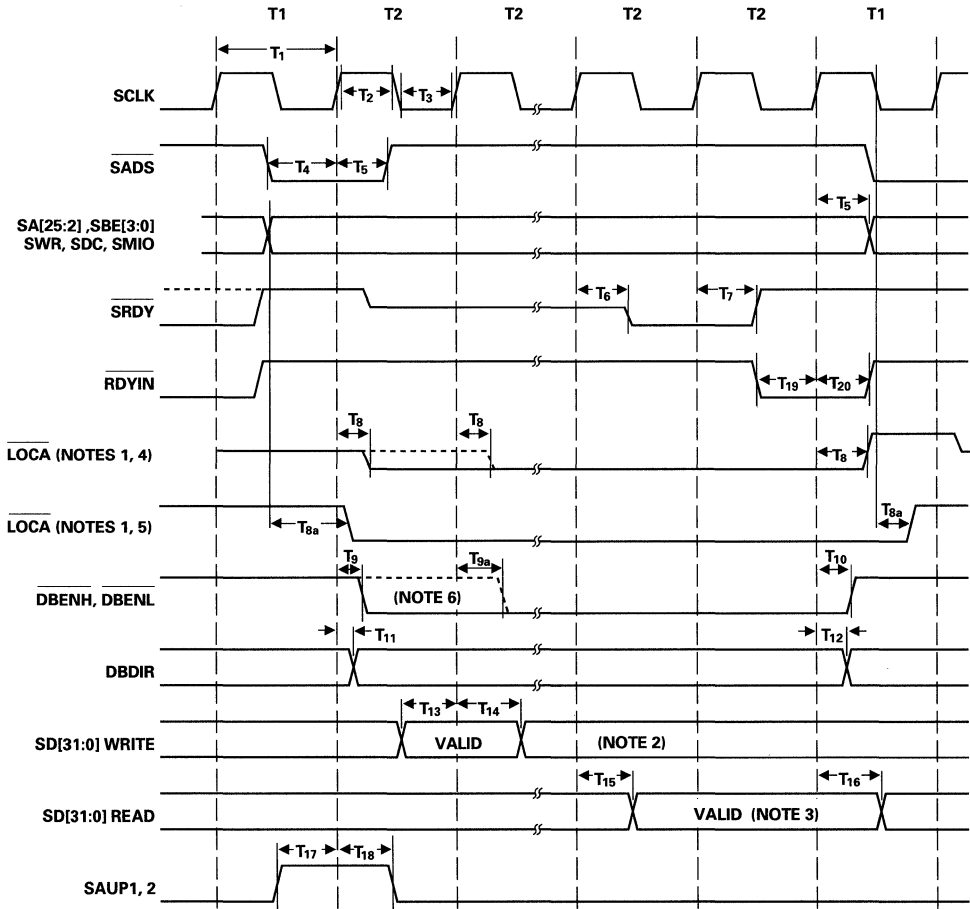 T1 T2 T2 T2 T2 T1
T1
SCLK T2 T3
SADS T4 T5
T5
SA[25:2] ,SBE[3:0]
SWR, SDC, SMIO
SRDY T6 T7
RDYIN T19 T20
T8 T8
LOCA (NOTES 1, 4) T8
LOCA (NOTES 1, 5) T8a T8a
T9 T9a T10
DBENH, DBENL (NOTE 6)
T11 T12
DBDIR
T13 T14
SD[31:0] WRITE VALID (NOTE 2)
T15 T16
SD[31:0] READ VALID (NOTE 3)
T17 T18
SAUP1, 2